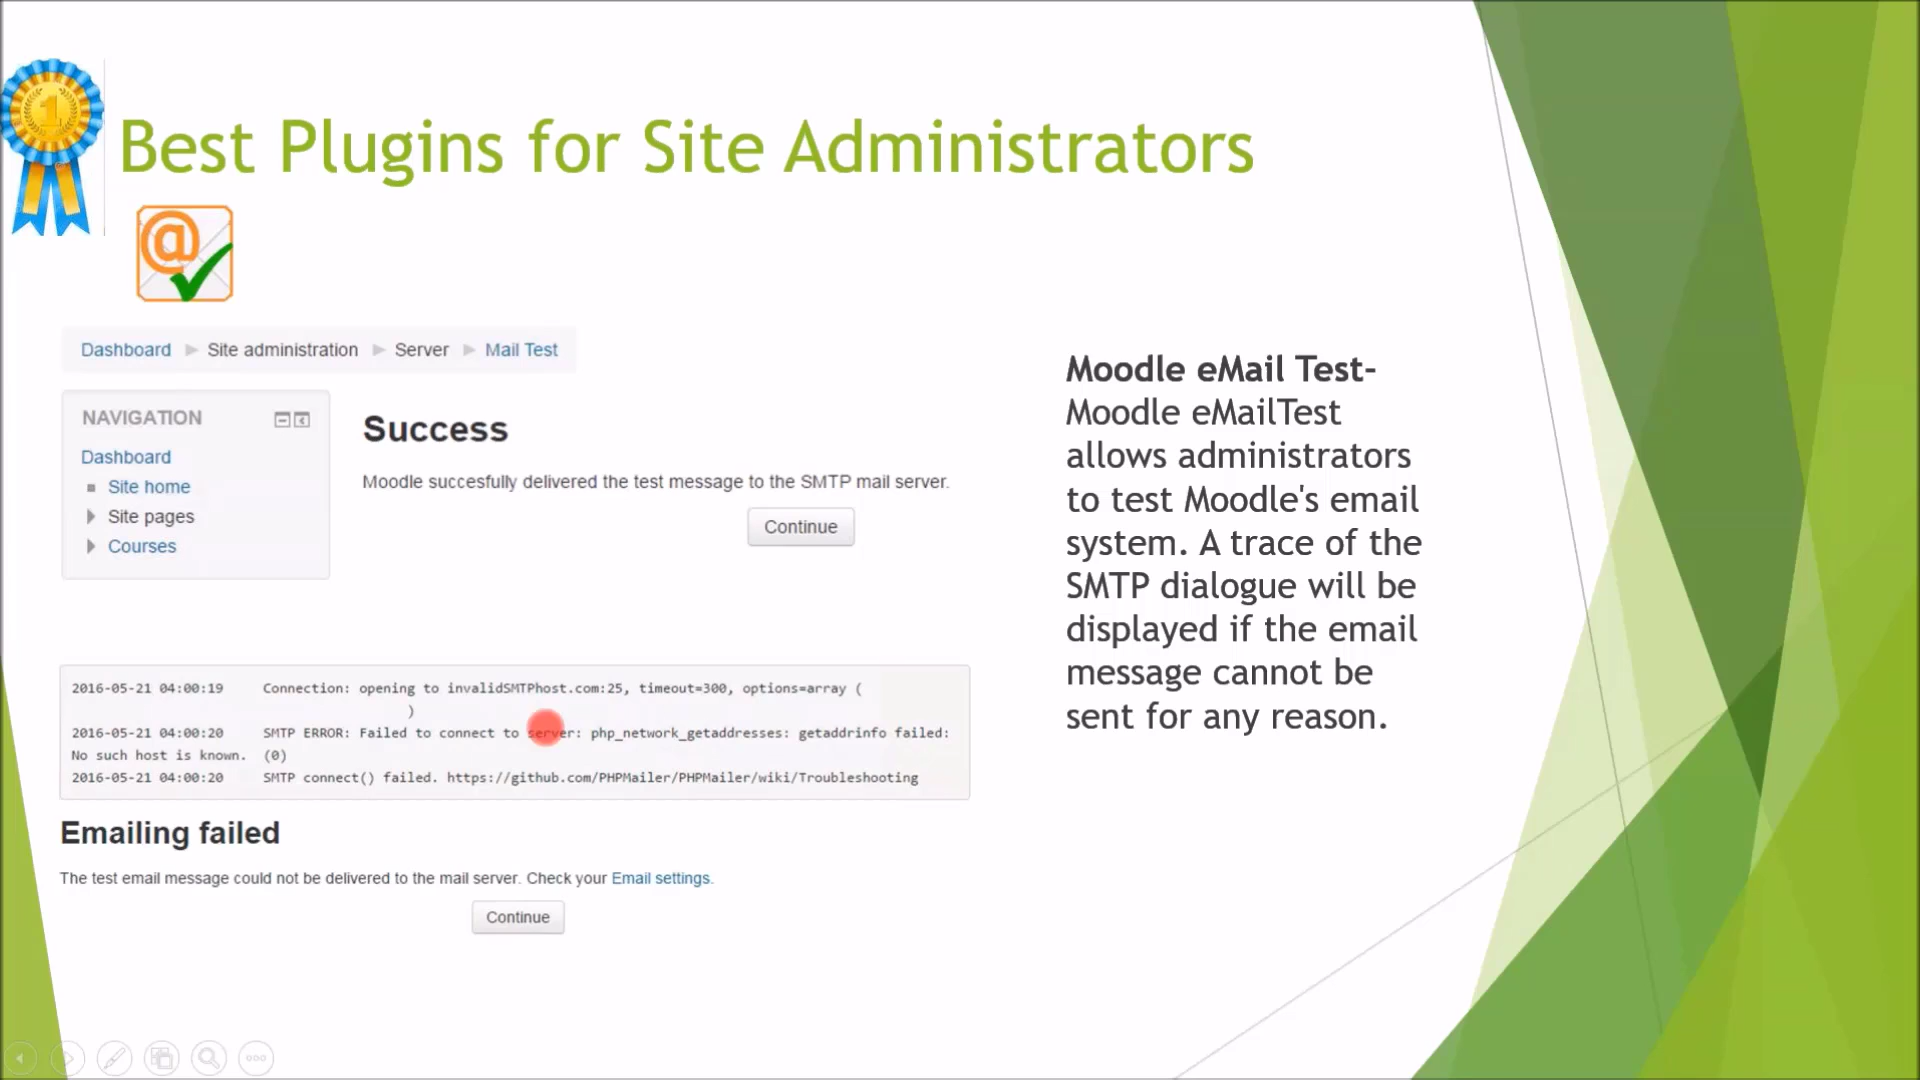 1
Best Plugins for Site Administrators
@
Dashboard Site administration Server Mail Test
NAVIGATION
Dashboard
Site home
Site pages
Courses
Success
Moodle succesfully delivered the test message to the SMTP mail server.
Continue
2016-05-21 04:00:19 Connection: opening to invalidSMTPhost.com:25, timeout=300, options=array (
)
2016-05-21 04:00:20 SMTP ERROR: Failed to connect to server: php_network_getaddresses: getaddrinfo failed:
No such host is known. (0)
2016-05-21 04:00:20 SMTP connect() failed. https://github.com/PHPMailer/PHPMailer/wiki/Troubleshooting
Emailing failed
The test email message could not be delivered to the mail server. Check your Email settings.
Continue
Moodle eMail Test-
Moodle eMailTest
allows administrators
to test Moodle's email
system. A trace of the
SMTP dialogue will be
displayed if the email
message cannot be
sent for any reason.